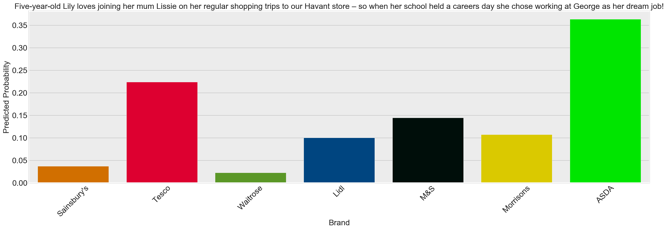 Five-year-old Lily loves joining her mum Lissie on her regular shopping trips to our Havant store – so when her school held a careers day she chose working at George as her dream job!
Predicted Probability
0.35
0.30
0.25
0.20
0.15
0.10
0.05
0.00
Sainsbury's
Tesco
Waitrose
Lidl
M&S
Morrisons
ASDA
Brand